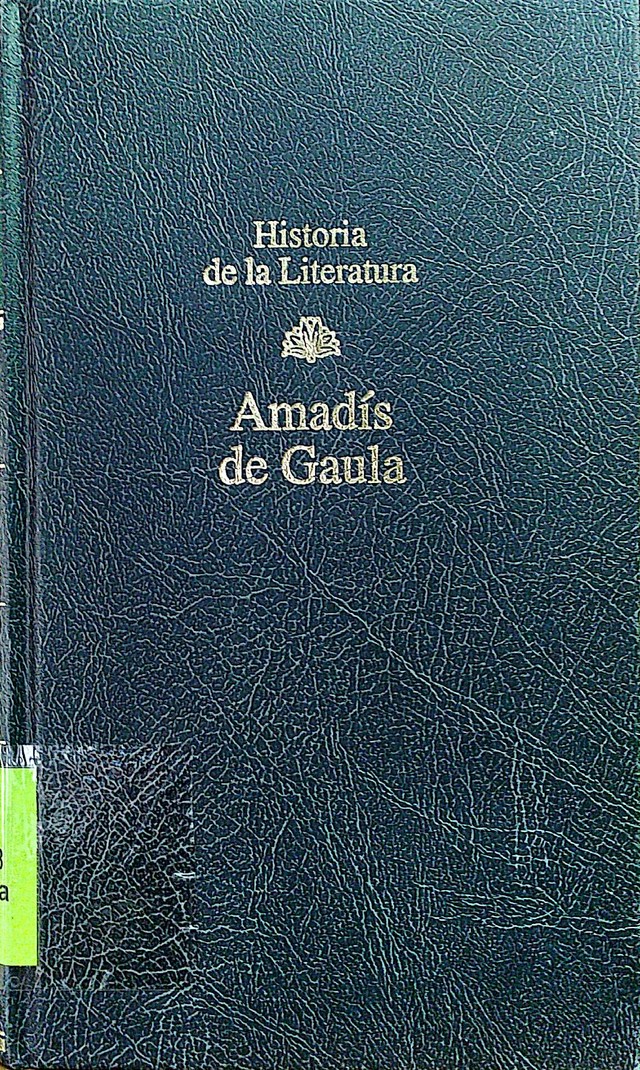 Historia
de la Literatura
Amadís
de Gaula